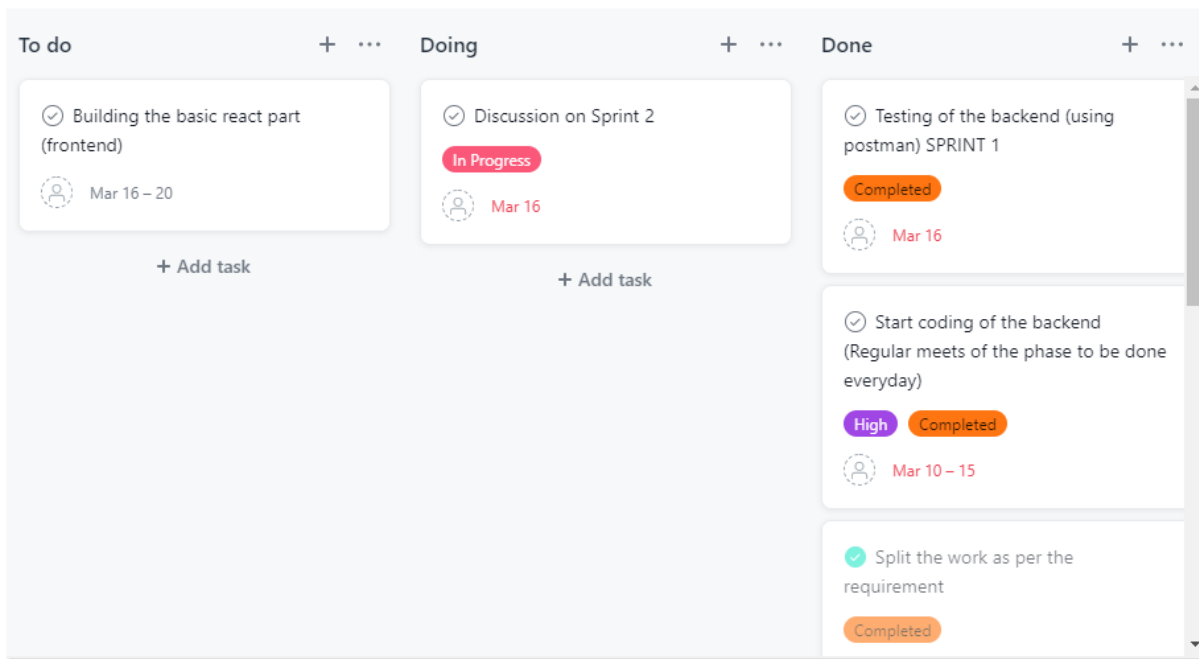 To do
Building the basic react part
(frontend)
Mar 16 – 20
+ Add task
Doing
Discussion on Sprint 2
In Progress
Mar 16
+ Add task
Done
Testing of the backend (using
postman) SPRINT 1
Completed
Mar 16
Start coding of the backend
(Regular meets of the phase to be done
everyday)
High Completed
Mar 10 – 15
Split the work as per the
requirement
Completed